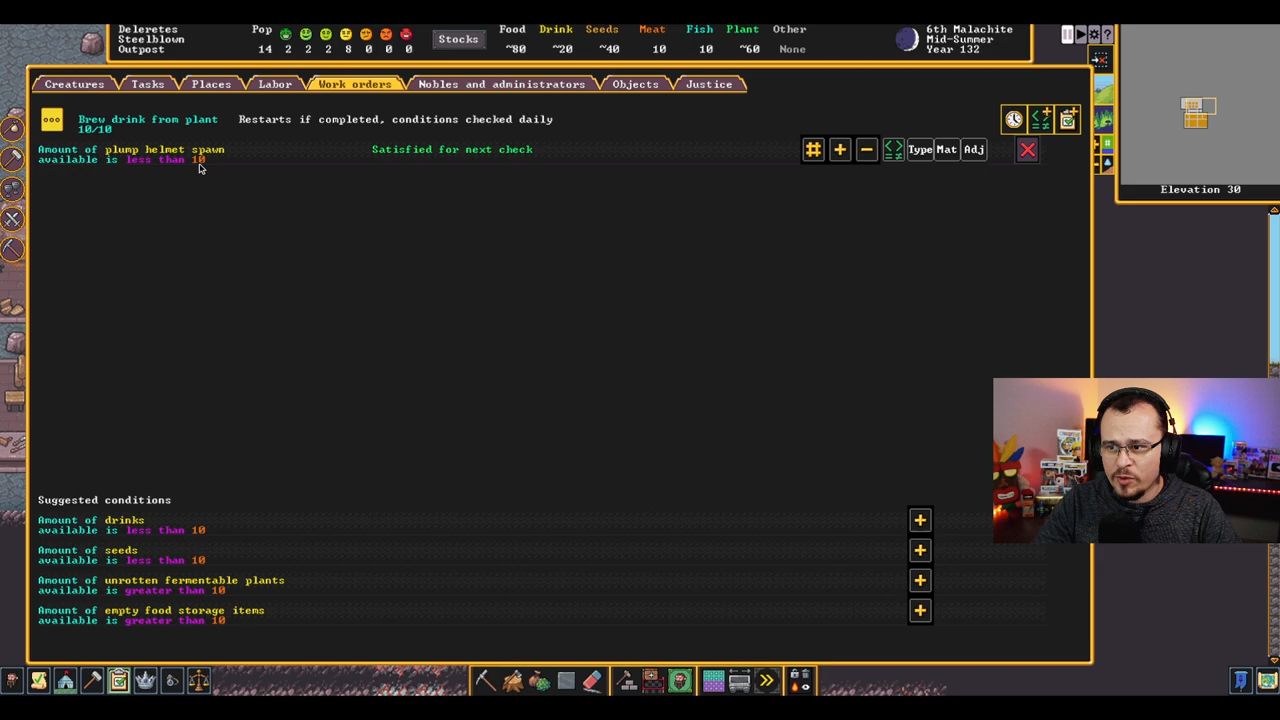 Deleretes
Steelblown
Outpost
Pop
14 2 2 2 8 0 0 0
Stocks
Food Drink Seeds Meat Fish Plant Other
~80 ~20 ~40 10 10 ~60 None
6th Malachite
Mid-Summer
Year 132
Creatures Tasks Places Labor Work orders Nobles and administrators Objects Justice
Brew drink from plant Restarts if completed, conditions checked daily
10/10
Amount of plump helmet spawn Satisfied for next check
available is less than 10
Type Mat Adj
Elevation 30
Suggested conditions
Amount of drinks
available is less than 10
Amount of seeds
available is less than 10
Amount of unrotten fermentable plants
available is greater than 10
Amount of empty food storage items
available is greater than 10